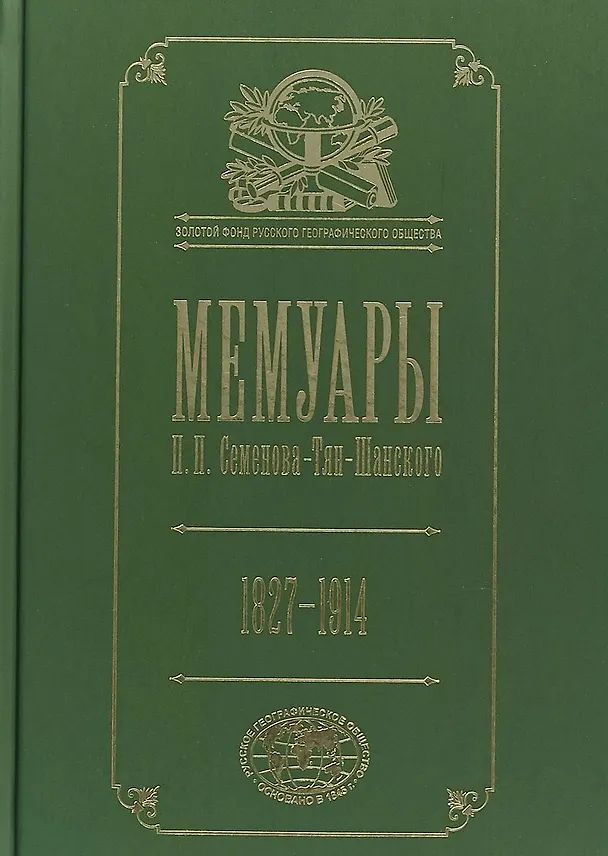 ЗОЛОТОЙ ФОНД РУССКОГО ГЕОГРАФИЧЕСКОГО ОБЩЕСТВА
МЕМУАРЫ
П. П. Семенова-Тян-Шанского
1827–1914
РУССКОЕ ГЕОГРАФИЧЕСКОЕ ОБЩЕСТВО
ОСНОВАНО В 1845 г.